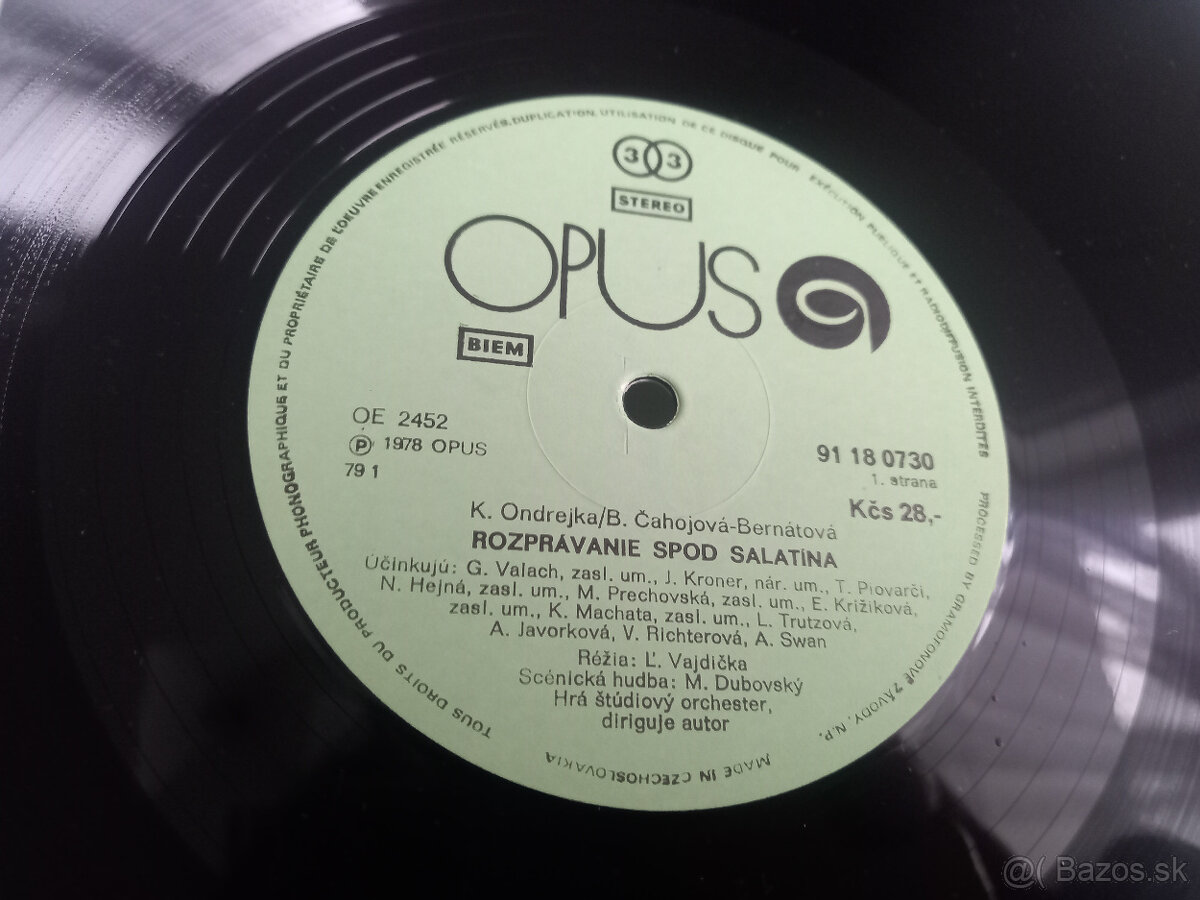 TOUS DROITS DU PRODUCTEUR PHONOGRAPHIQUE ET DU PROPRIÉTAIRE DE L'OEUVRE ENREGISTRÉE RÉSERVÉS. DUPLICATION, UTILISATION DE CE DISQUE POUR EXÉCUTION PUBLIQUE ET RADIODIFFUSION INTERDITES
33
STEREO
OPUS
BIEM
OE 2452
Ⓟ 1978 OPUS
79 1
91 18 0730
1. strana
Kčs 28,-
K. Ondrejka/B. Čahojová-Bernátová
ROZPRÁVANIE SPOD SALATÍNA
Účinkujú: G. Valach, zasl. um., J. Kroner, nár. um., T. Piovarči,
N. Hejná, zasl. um., M. Prechovská, zasl. um., E. Križiková,
zasl. um., K. Machata, zasl. um., L. Trutzová,
A. Javorková, V. Richterová, A. Swan
Réžia: Ľ. Vajdička
Scénická hudba: M. Dubovský
Hrá štúdiový orchester,
diriguje autor
PROCESSED BY GRAMOFONOVÉ ZÁVODY, N.P.
MADE IN CZECHOSLOVAKIA
@( Bazos.sk